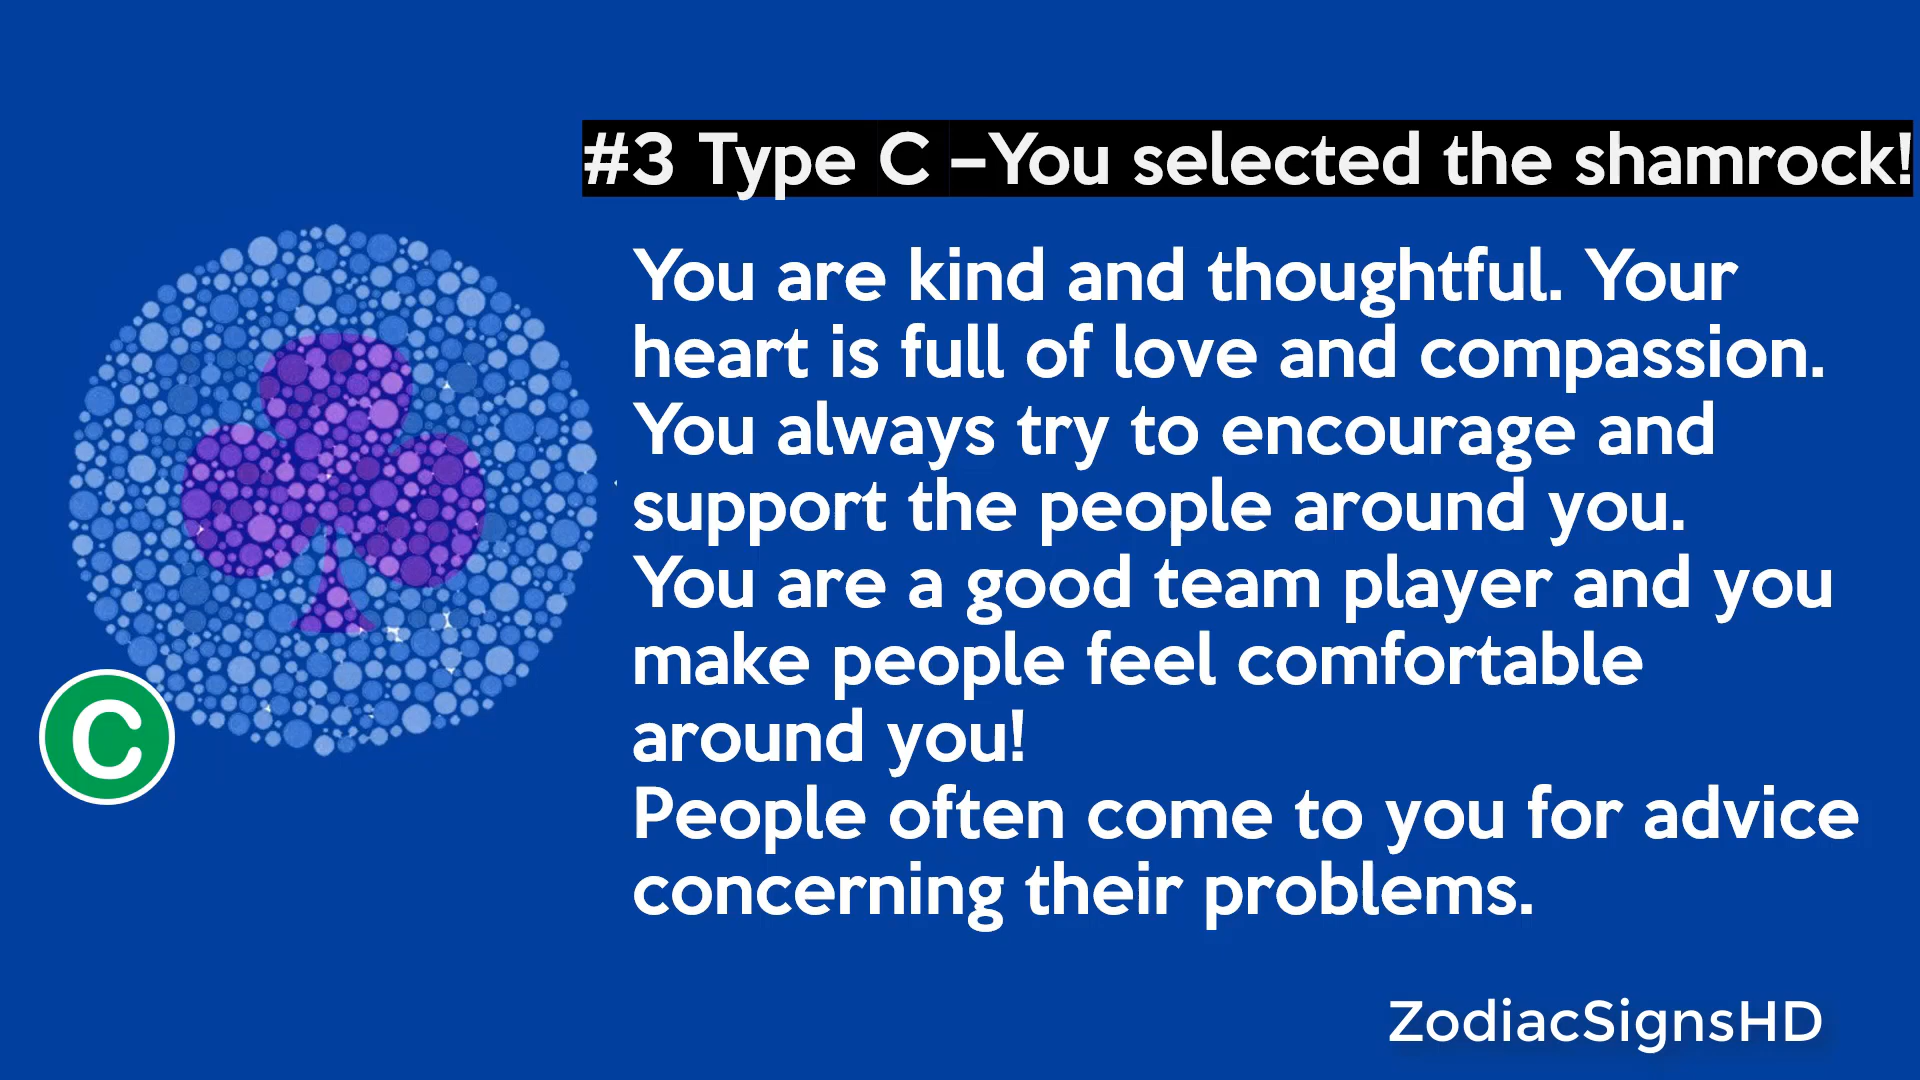 #3 Type C –You selected the shamrock!
You are kind and thoughtful. Your
heart is full of love and compassion.
You always try to encourage and
support the people around you.
You are a good team player and you
make people feel comfortable
around you!
People often come to you for advice
concerning their problems.
C
ZodiacSignsHD